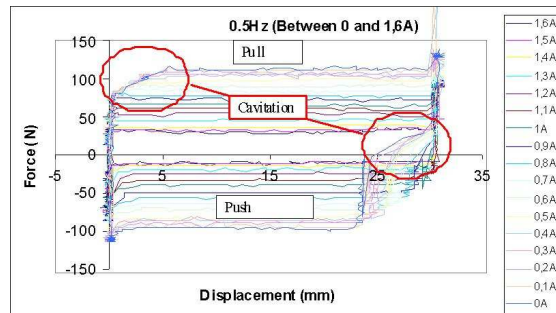 0.5Hz (Between 0 and 1,6A)
Pull
Cavitation
Push
Force (N)
150
100
50
0
-50
-100
-150
-5
5
15
25
35
Displacement (mm)
1,6A
1,5A
1,4A
1,3A
1,2A
1,1A
1A
0,9A
0,8A
0,7A
0,6A
0,5A
0,4A
0,3A
0,2A
0,1A
0A